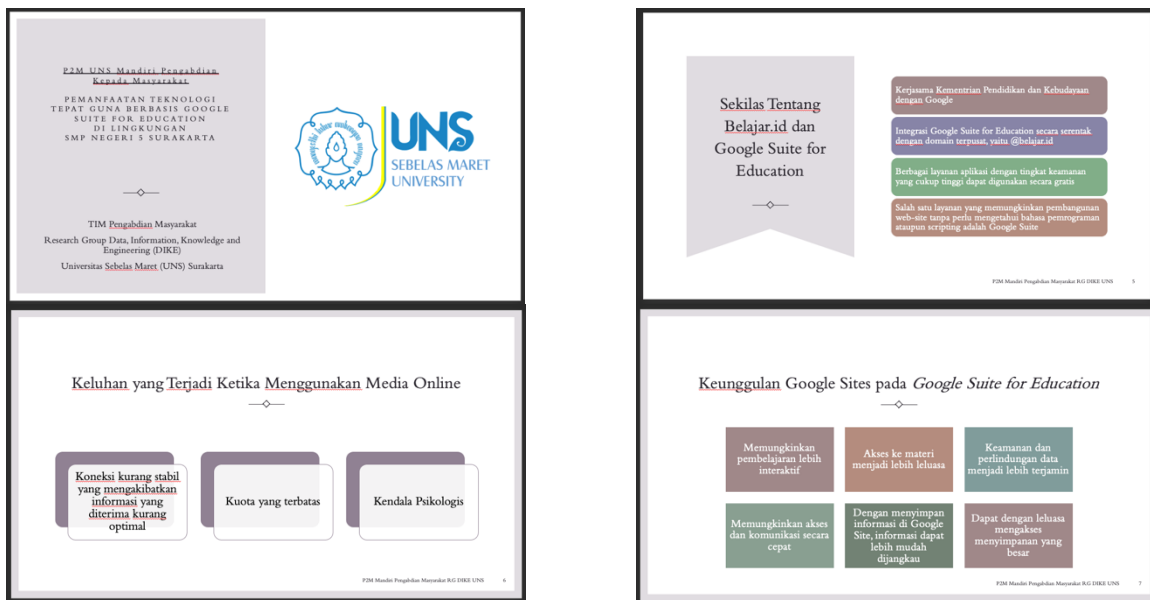 P2M UNS Mandiri Pengabdian
Kepada Masyarakat
PEMANFAATAN TEKNOLOGI
TEPAT GUNA BERBASIS GOOGLE
SUITE FOR EDUCATION
DI LINGKUNGAN
SMP NEGERI 5 SURAKARTA
TIM Pengabdian Masyarakat
Research Group Data, Information, Knowledge and
Engineering (DIKE)
Universitas Sebelas Maret (UNS) Surakarta
UNS
SEBELAS MARET
UNIVERSITY
Sekilas Tentang
Belajar.id dan
Google Suite for
Education
Kerjasama Kementrian Pendidikan dan Kebudayaan
dengan Google
Integrasi Google Suite for Education secara serentak
dengan domain terpusat, yaitu @belajar.id
Berbagai layanan aplikasi dengan tingkat keamanan
yang cukup tinggi dapat digunakan secara gratis
Salah satu layanan yang memungkinkan pembangunan
web-site tanpa perlu mengetahui bahasa pemrograman
ataupun scripting adalah Google Suite
P2M Mandiri Pengabdian Masyarakat RG DIKE UNS 5
Keluhan yang Terjadi Ketika Menggunakan Media Online
Koneksi kurang stabil
yang mengakibatkan
informasi yang
diterima kurang
optimal
Kuota yang terbatas
Kendala Psikologis
P2M Mandiri Pengabdian Masyarakat RG DIKE UNS 6
Keunggulan Google Sites pada Google Suite for Education
Memungkinkan
pembelajaran lebih
interaktif
Akses ke materi
menjadi lebih leluasa
Keamanan dan
perlindungan data
menjadi lebih terjamin
Memungkinkan akses
dan komunikasi secara
cepat
Dengan menyimpan
informasi di Google
Site, informasi dapat
lebih mudah
dijangkau
Dapat dengan leluasa
mengakses
menyimpanan yang
besar
P2M Mandiri Pengabdian Masyarakat RG DIKE UNS 7